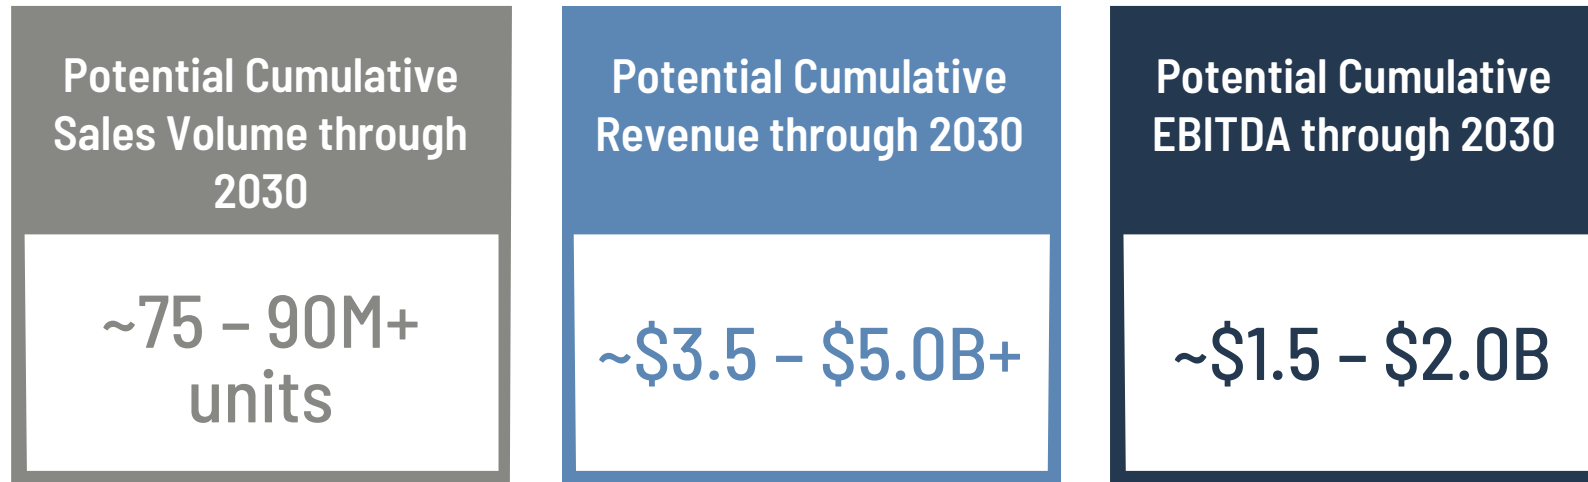 Potential Cumulative
Sales Volume through
2030
~75 – 90M+
units
Potential Cumulative
Revenue through 2030
~$3.5 – $5.0B+
Potential Cumulative
EBITDA through 2030
~$1.5 – $2.0B